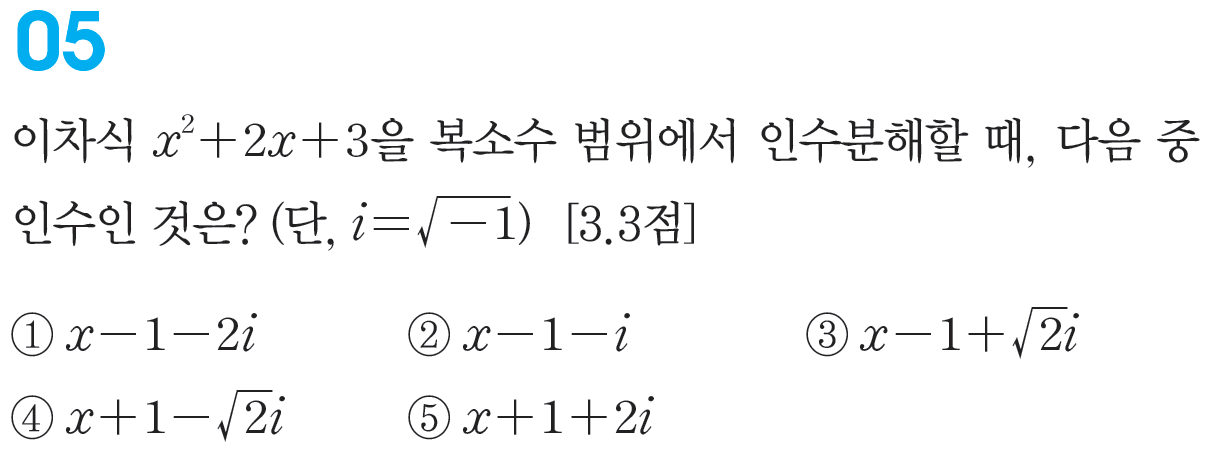 05
이차식 x²+2x+3을 복소수 범위에서 인수분해할 때, 다음 중
인수인 것은? (단, i=√-1) [3.3점]
① x-1-2i ② x-1-i ③ x-1+√2i
④ x+1-√2i ⑤ x+1+2i